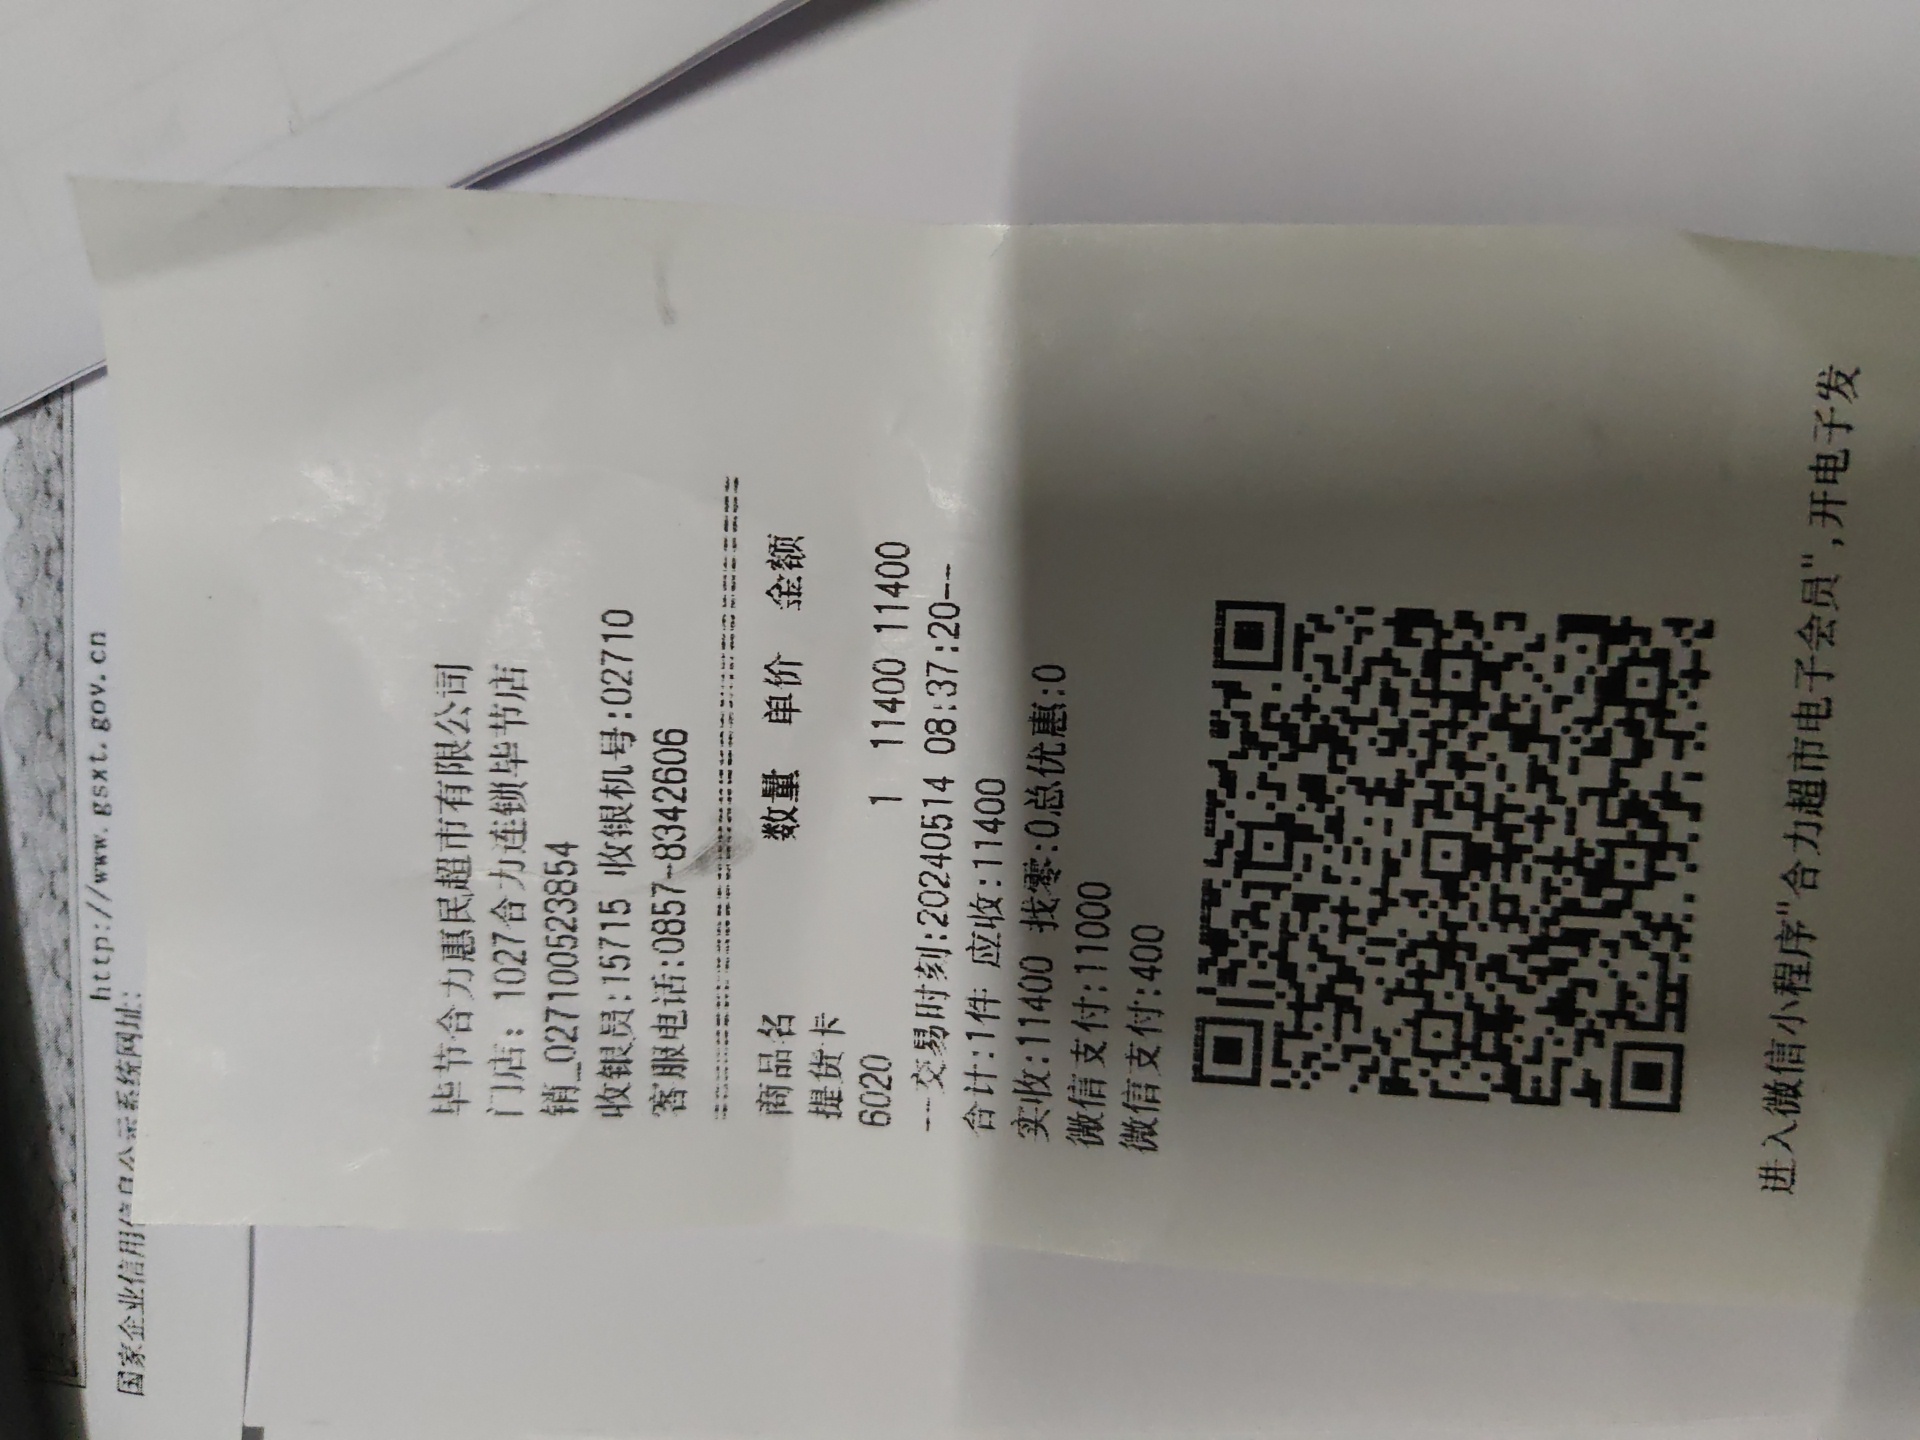 国家企业信用信息公示系统网址:
http://www.gsxt.gov.cn
毕节合力惠民超市有限公司
门店: 1027合力连锁毕节店
销_027100523854
收银员:15715 收银机号:02710
客服电话:0857-8342606
商品名 数量 单价 金额
提货卡
6020 1 11400 11400
--交易时刻:20240514 08:37:20--
合计:1件 应收:11400
实收:11400 找零:0总优惠:0
微信支付:11000
微信支付:400
进入微信小程序"合力超市电子会员",开电子发